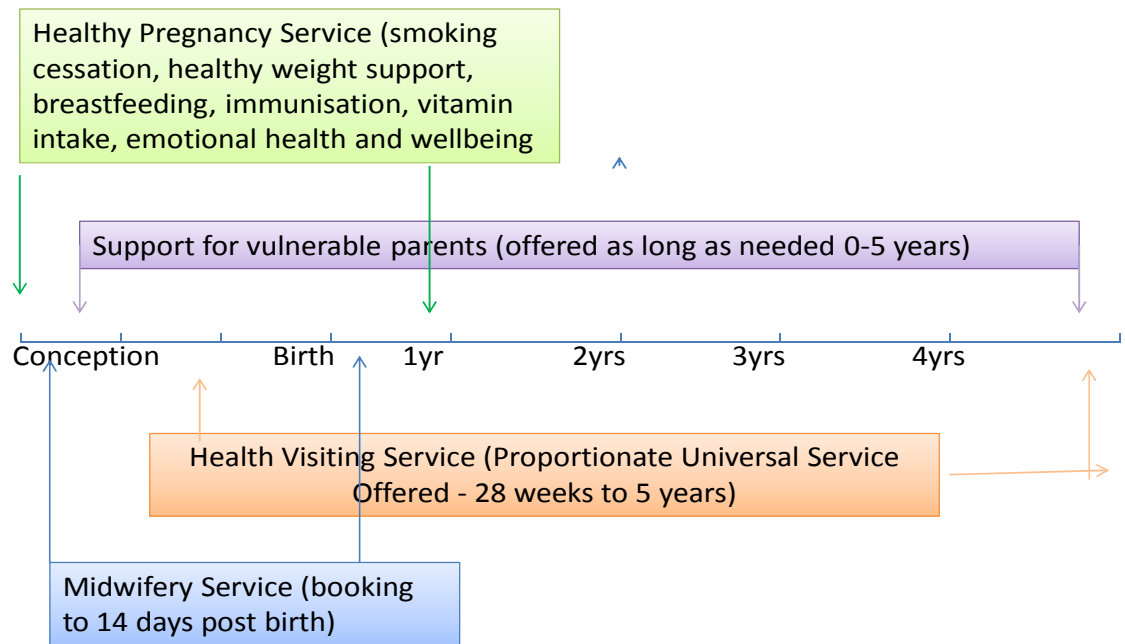 Healthy Pregnancy Service (smoking
cessation, healthy weight support,
breastfeeding, immunisation, vitamin
intake, emotional health and wellbeing
Support for vulnerable parents (offered as long as needed 0-5 years)
Conception Birth 1yr 2yrs 3yrs 4yrs
Health Visiting Service (Proportionate Universal Service
Offered - 28 weeks to 5 years)
Midwifery Service (booking
to 14 days post birth)